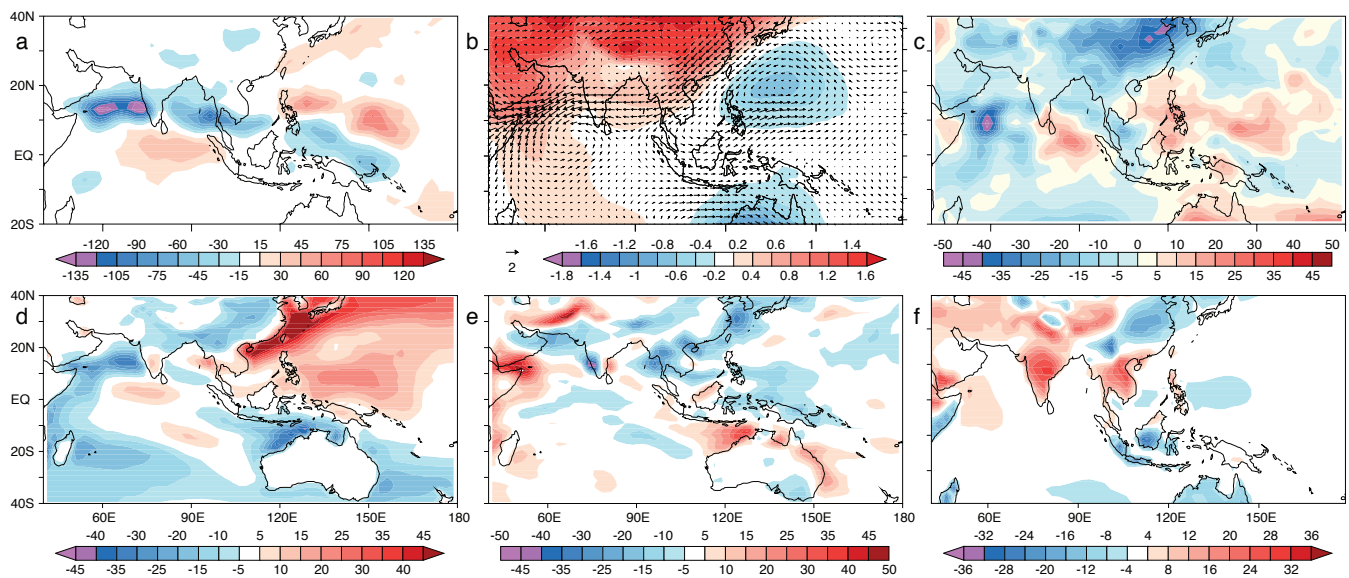 40N
20N
EQ
20S
a
b
c
-120 -90 -60 -30 15 45 75 105 135
-135 -105 -75 -45 -15 30 60 90 120
2
-1.6 -1.2 -0.8 -0.4 0.2 0.6 1 1.4
-1.8 -1.4 -1 -0.6 -0.2 0.4 0.8 1.2 1.6
-50 -40 -30 -20 -10 0 10 20 30 40 50
-45 -35 -25 -15 -5 5 15 25 35 45
40N
20N
EQ
20S
40S
d
e
f
60E 90E 120E 150E 180
60E 90E 120E 150E 180
60E 90E 120E 150E
-40 -30 -20 -10 5 15 25 35 45
-45 -35 -25 -15 -5 10 20 30 40
-50 -40 -30 -20 -10 5 15 25 35 45
-45 -35 -25 -15 -5 10 20 30 40 50
-32 -24 -16 -8 4 12 20 28 36
-36 -28 -20 -12 -4 8 16 24 32